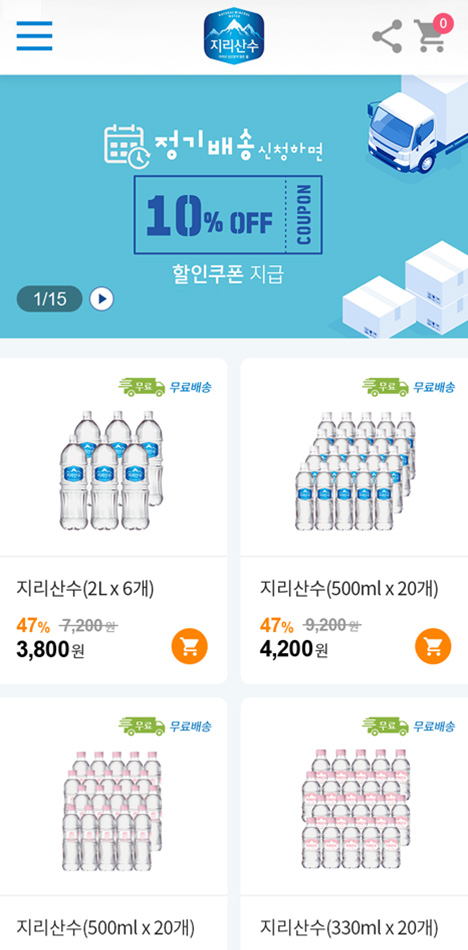 지리산수
0
정기배송 신청하면
10% OFF
COUPON
할인쿠폰 지급
1/15
무료 무료배송
무료 무료배송
지리산수
지리산수(2L x 6개)
지리산수(500ml x 20개)
47% 7,200원
47% 9,200원
3,800원
4,200원
무료 무료배송
무료 무료배송
지리산수(500ml x 20개)
지리산수(330ml x 20개)